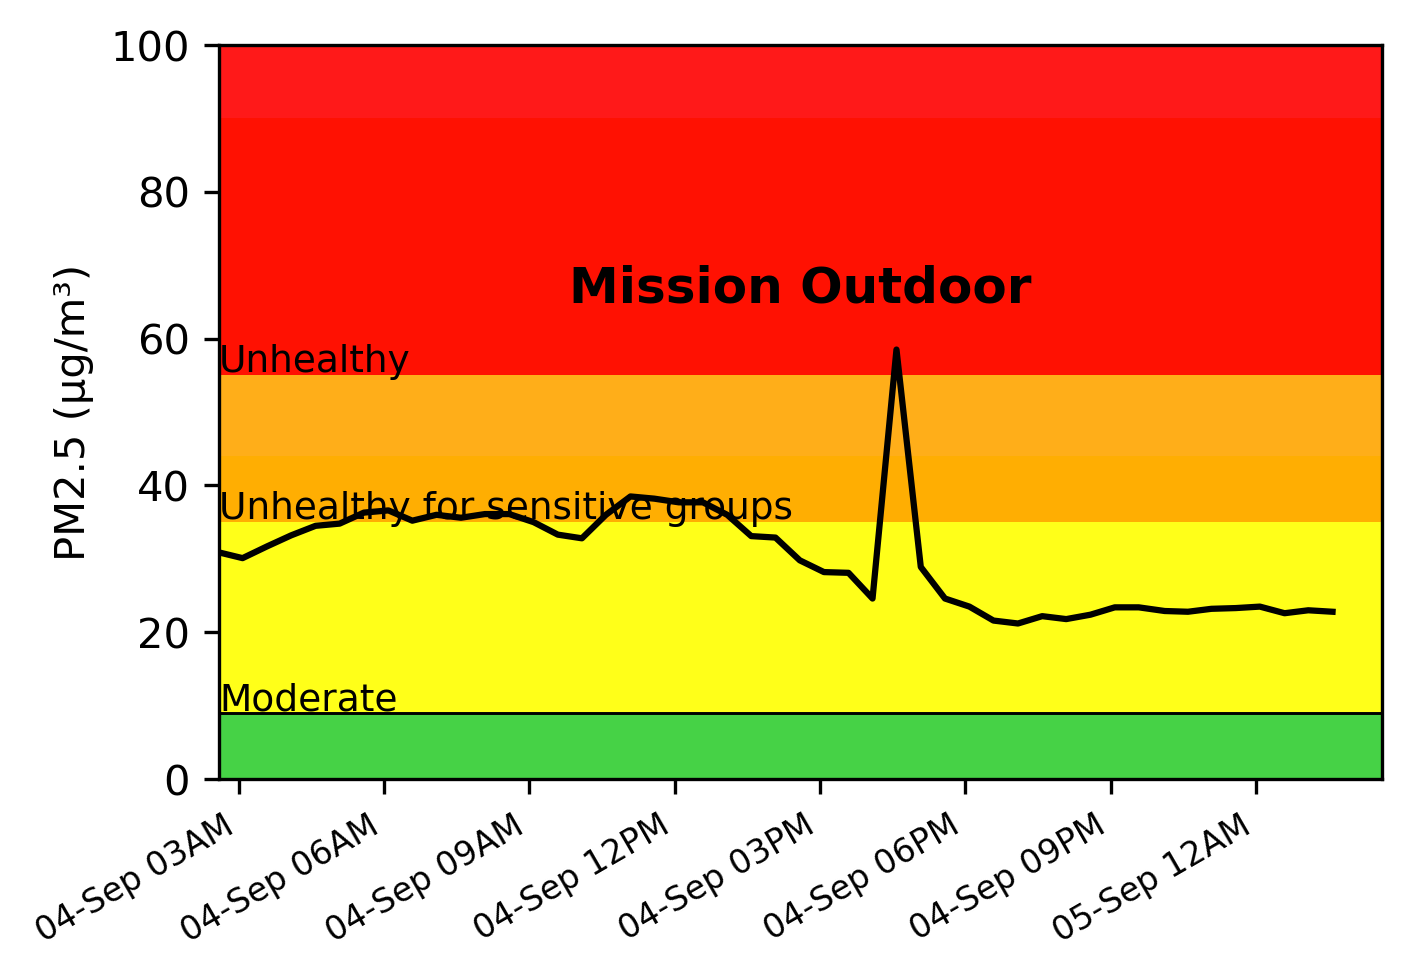 100
80
60
40
20
0
PM2.5 (µg/m³)
Mission Outdoor
Unhealthy
Unhealthy for sensitive groups
Moderate
04-Sep 03AM
04-Sep 06AM
04-Sep 09AM
04-Sep 12PM
04-Sep 03PM
04-Sep 06PM
04-Sep 09PM
05-Sep 12AM